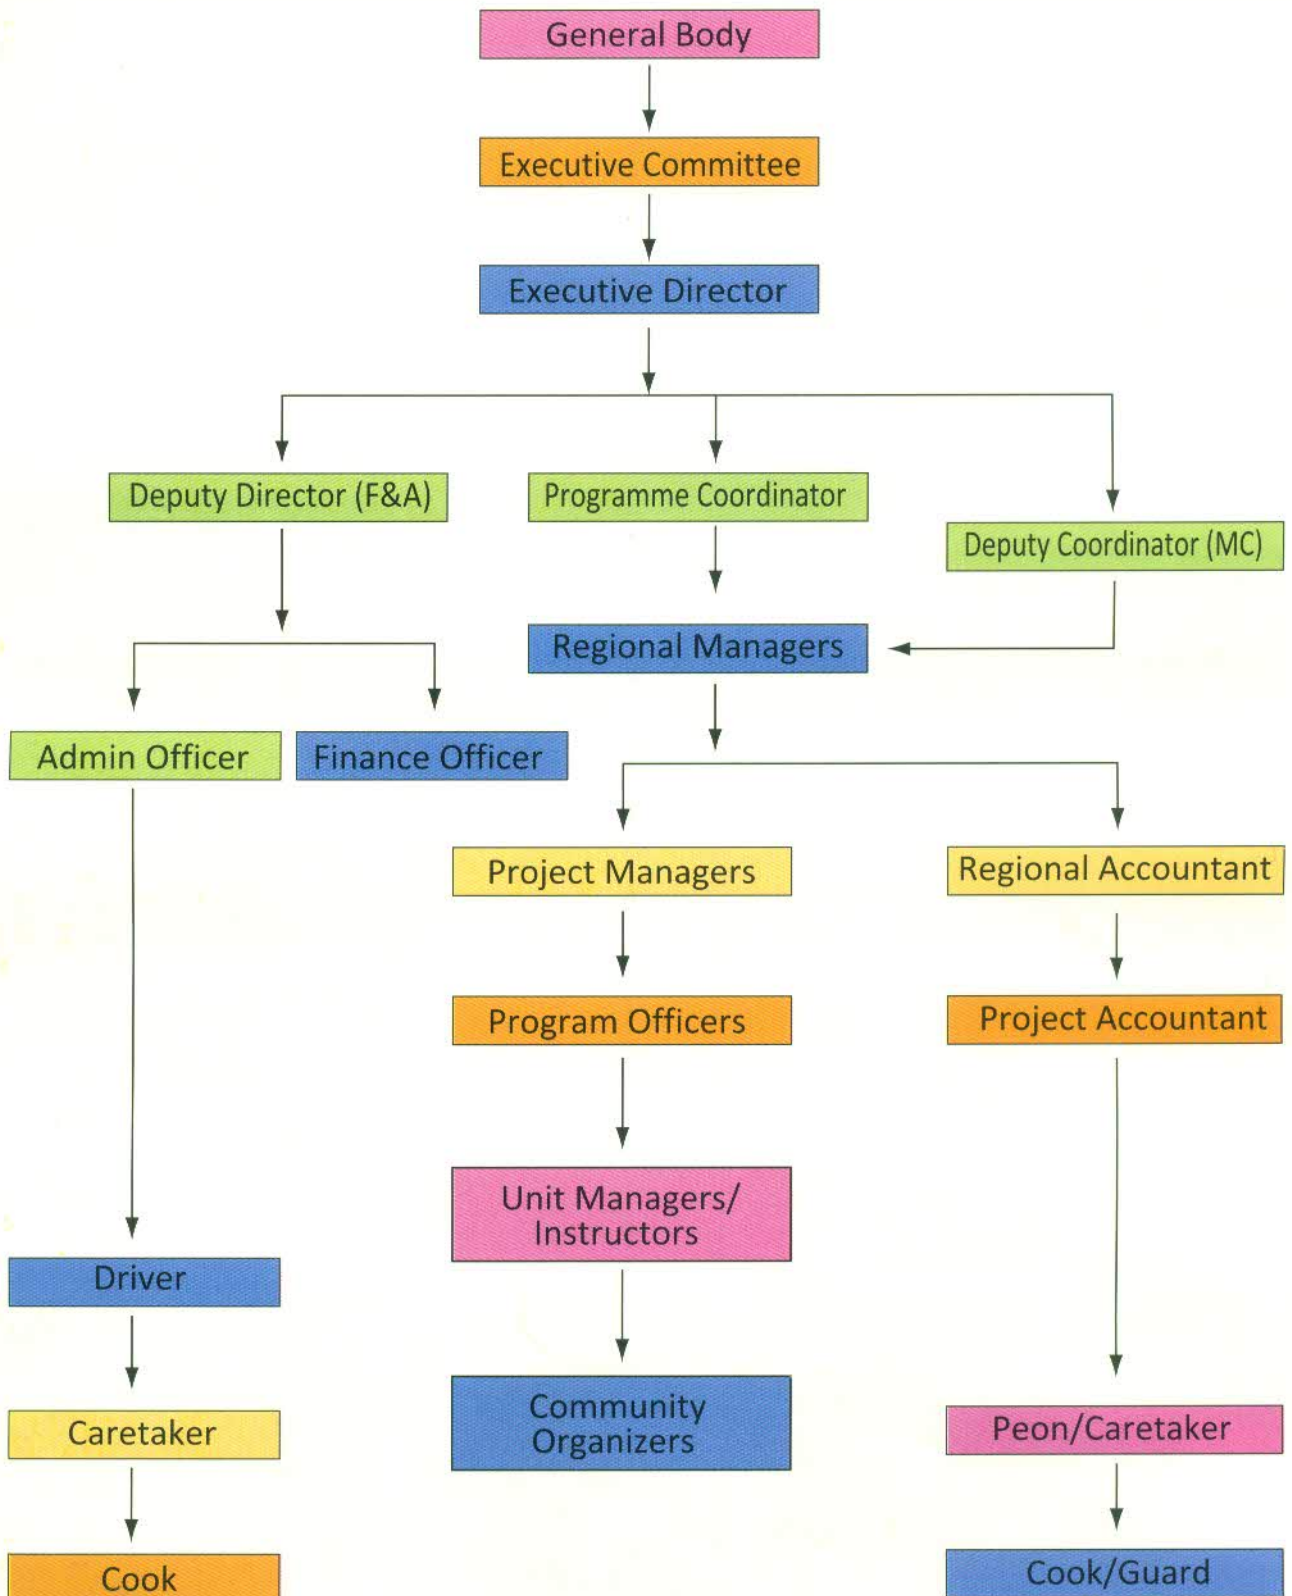 General Body
Executive Committee
Executive Director
Deputy Director (F&A)
Programme Coordinator
Deputy Coordinator (MC)
Regional Managers
Admin Officer
Finance Officer
Project Managers
Regional Accountant
Program Officers
Project Accountant
Unit Managers/
Instructors
Driver
Community
Organizers
Caretaker
Peon/Caretaker
Cook
Cook/Guard